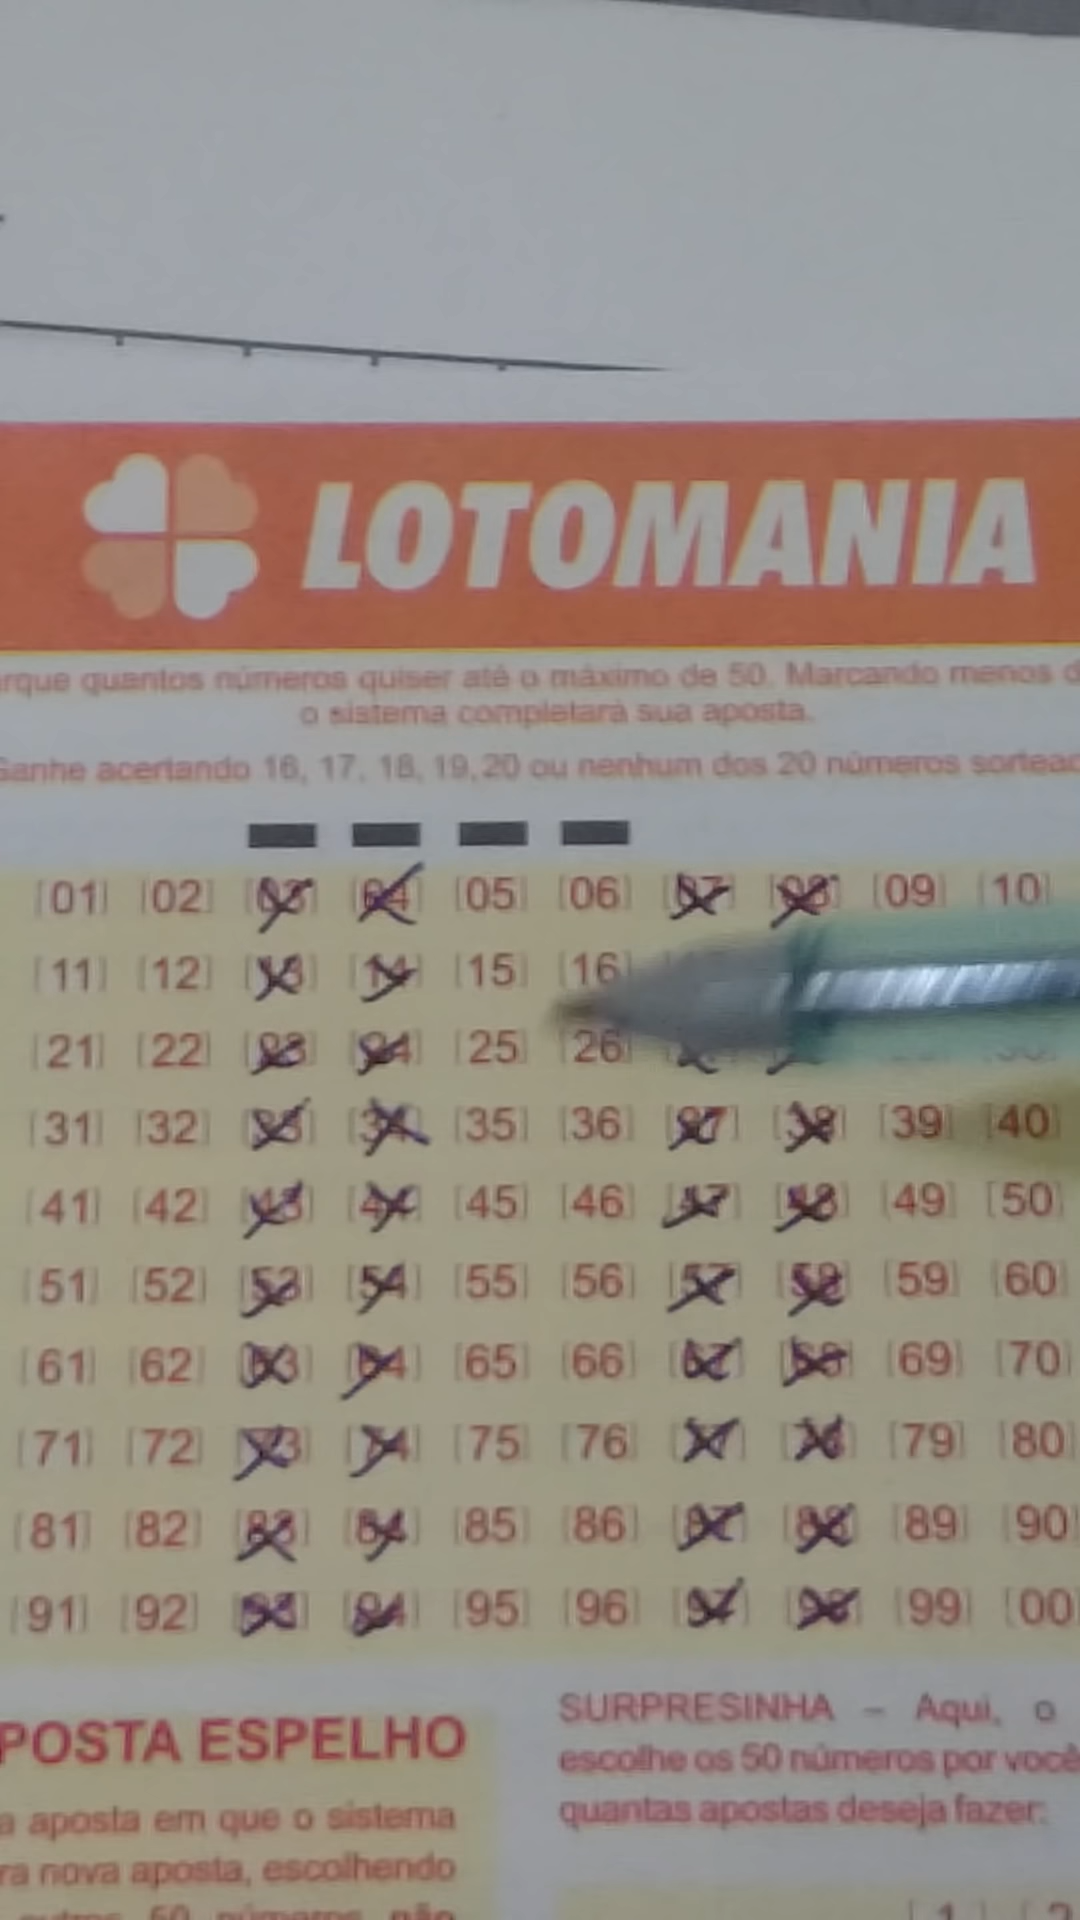 LOTOMANIA
rque quantos números quiser até o máximo de 50. Marcando menos d
o sistema completará sua aposta.
Ganhe acertando 16, 17, 18, 19, 20 ou nenhum dos 20 números sortead
[01] [02] [03] [04] [05] [06] [07] [08] [09] [10]
[11] [12] [13] [14] [15] [16]
[21] [22] [23] [24] [25] [26]
[31] [32] [33] [34] [35] [36] [37] [38] [39] [40]
[41] [42] [43] [44] [45] [46] [47] [48] [49] [50]
[51] [52] [53] [54] [55] [56] [57] [58] [59] [60]
[61] [62] [63] [64] [65] [66] [67] [68] [69] [70]
[71] [72] [73] [74] [75] [76] [77] [78] [79] [80]
[81] [82] [83] [84] [85] [86] [87] [88] [89] [90]
[91] [92] [93] [94] [95] [96] [97] [98] [99] [00]
POSTA ESPELHO
a aposta em que o sistema
ra nova aposta, escolhendo
outros 50 números não
SURPRESINHA – Aqui, o
escolhe os 50 números por você
quantas apostas deseja fazer:
[1] [2